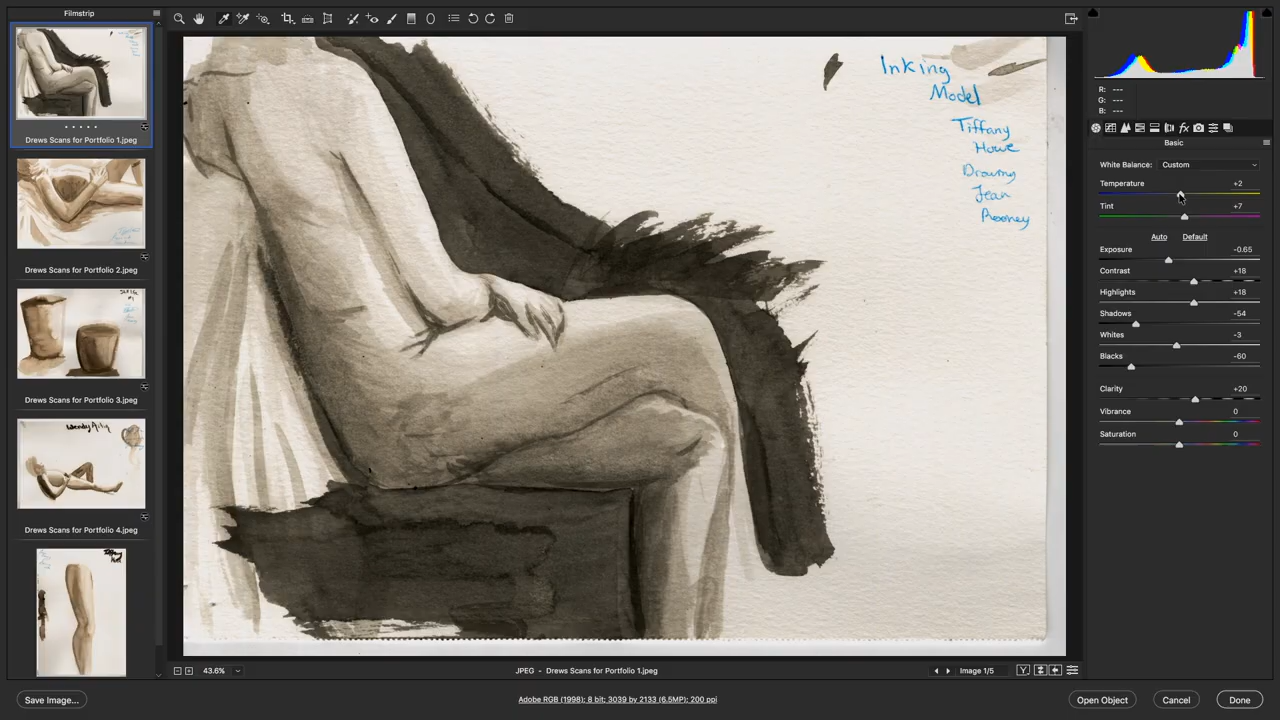 Filmstrip
Drews Scans for Portfolio 1.jpeg
Drews Scans for Portfolio 2.jpeg
Drews Scans for Portfolio 3.jpeg
Drews Scans for Portfolio 4.jpeg
Inking
Model
Tiffany
Howe
Jean
Rooney
R: ---
G: ---
B: ---
Basic
White Balance: Custom
Temperature +2
Tint +7
Auto Default
Exposure -0.65
Contrast +18
Highlights +18
Shadows -54
Whites -3
Blacks -60
Clarity +20
Vibrance 0
Saturation 0
43.6%
JPEG - Drews Scans for Portfolio 1.jpeg
Image 1/5
Save Image...
Adobe RGB (1998); 8 bit; 3039 by 2133 (6.5MP); 200 ppi
Open Object
Cancel
Done